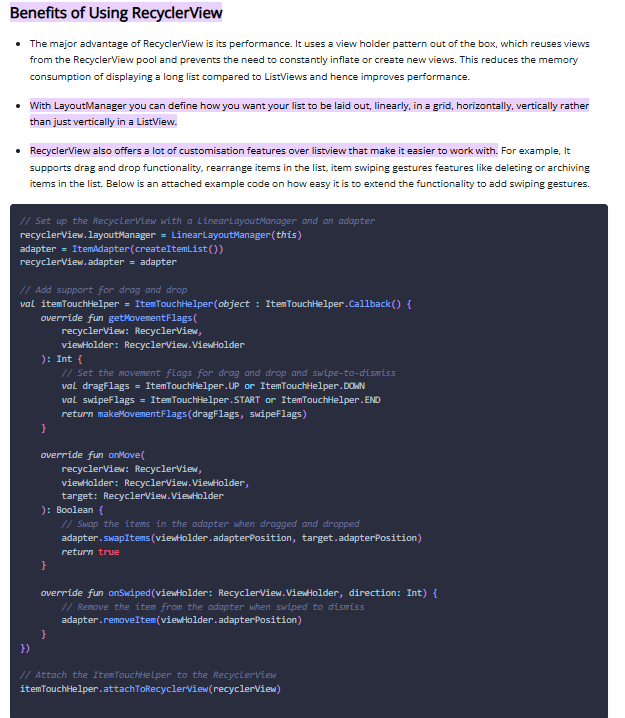 Benefits of Using RecyclerView
• The major advantage of RecyclerView is its performance. It uses a view holder pattern out of the box, which reuses views
from the RecyclerView pool and prevents the need to constantly inflate or create new views. This reduces the memory
consumption of displaying a long list compared to ListViews and hence improves performance.
• With LayoutManager you can define how you want your list to be laid out, linearly, in a grid, horizontally, vertically rather
than just vertically in a ListView.
• RecyclerView also offers a lot of customisation features over listview that make it easier to work with. For example, It
supports drag and drop functionality, rearrange items in the list, item swiping gestures features like deleting or archiving
items in the list. Below is an attached example code on how easy it is to extend the functionality to add swiping gestures.
// Set up the RecyclerView with a LinearLayoutManager and an adapter
recyclerView.layoutManager = LinearLayoutManager(this)
adapter = ItemAdapter(createItemList())
recyclerView.adapter = adapter
// Add support for drag and drop
val itemTouchHelper = ItemTouchHelper(object : ItemTouchHelper.Callback() {
    override fun getMovementFlags(
        recyclerView: RecyclerView,
        viewHolder: RecyclerView.ViewHolder
    ): Int {
        // Set the movement flags for drag and drop and swipe-to-dismiss
        val dragFlags = ItemTouchHelper.UP or ItemTouchHelper.DOWN
        val swipeFlags = ItemTouchHelper.START or ItemTouchHelper.END
        return makeMovementFlags(dragFlags, swipeFlags)
    }
    override fun onMove(
        recyclerView: RecyclerView,
        viewHolder: RecyclerView.ViewHolder,
        target: RecyclerView.ViewHolder
    ): Boolean {
        // Swap the items in the adapter when dragged and dropped
        adapter.swapItems(viewHolder.adapterPosition, target.adapterPosition)
        return true
    }
    override fun onSwiped(viewHolder: RecyclerView.ViewHolder, direction: Int) {
        // Remove the item from the adapter when swiped to dismiss
        adapter.removeItem(viewHolder.adapterPosition)
    }
})
// Attach the ItemTouchHelper to the RecyclerView
itemTouchHelper.attachToRecyclerView(recyclerView)